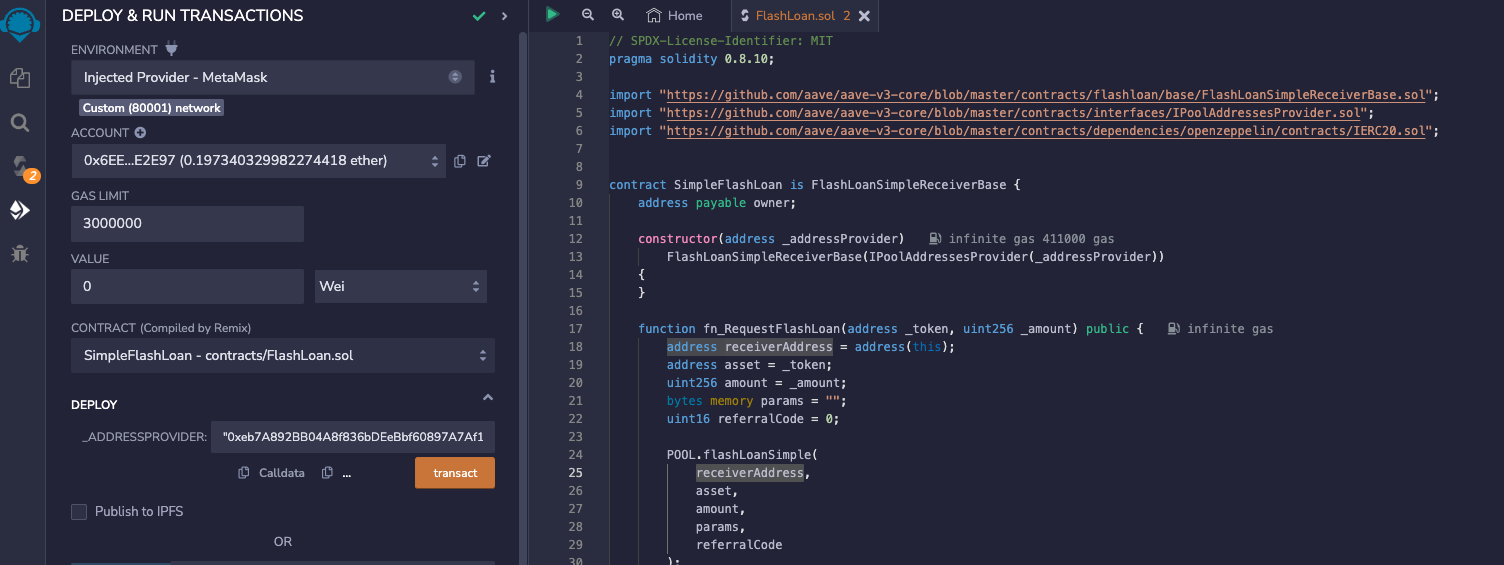 DEPLOY & RUN TRANSACTIONS
ENVIRONMENT
Injected Provider - MetaMask
i
Custom (80001) network
ACCOUNT
0x6EE...E2E97 (0.197340329982274418 ether)
2
GAS LIMIT
3000000
VALUE
0
Wei
CONTRACT (Compiled by Remix)
SimpleFlashLoan - contracts/FlashLoan.sol
DEPLOY
_ADDRESSPROVIDER:
"0xeb7A892BB04A8f836bDEeBbf60897A7Af1
Calldata
...
transact
Publish to IPFS
OR
Home
FlashLoan.sol 2
1 // SPDX-License-Identifier: MIT
2 pragma solidity 0.8.10;
3
4 import "https://github.com/aave/aave-v3-core/blob/master/contracts/flashloan/base/FlashLoanSimpleReceiverBase.sol";
5 import "https://github.com/aave/aave-v3-core/blob/master/contracts/interfaces/IPoolAddressesProvider.sol";
6 import "https://github.com/aave/aave-v3-core/blob/master/contracts/dependencies/openzeppelin/contracts/IERC20.sol";
7
8
9 contract SimpleFlashLoan is FlashLoanSimpleReceiverBase {
10 address payable owner;
11
12 constructor(address _addressProvider) infinite gas 411000 gas
13 FlashLoanSimpleReceiverBase(IPoolAddressesProvider(_addressProvider))
14 {
15 }
16
17 function fn_RequestFlashLoan(address _token, uint256 _amount) public { infinite gas
18 address receiverAddress = address(this);
19 address asset = _token;
20 uint256 amount = _amount;
21 bytes memory params = "";
22 uint16 referralCode = 0;
23
24 POOL.flashLoanSimple(
25 receiverAddress,
26 asset,
27 amount,
28 params,
29 referralCode
30 );